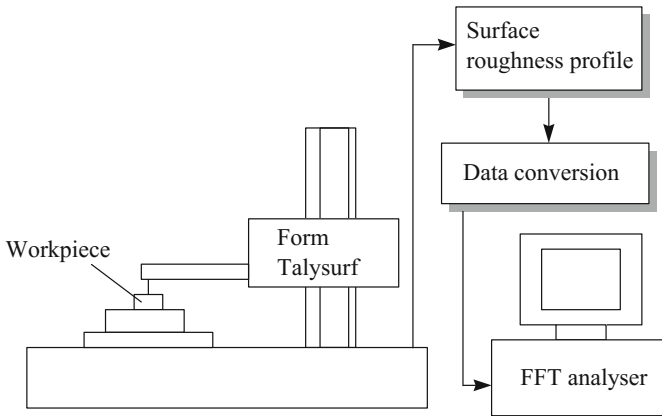 Surface
roughness profile
Data conversion
Form
Talysurf
Workpiece
FFT analyser